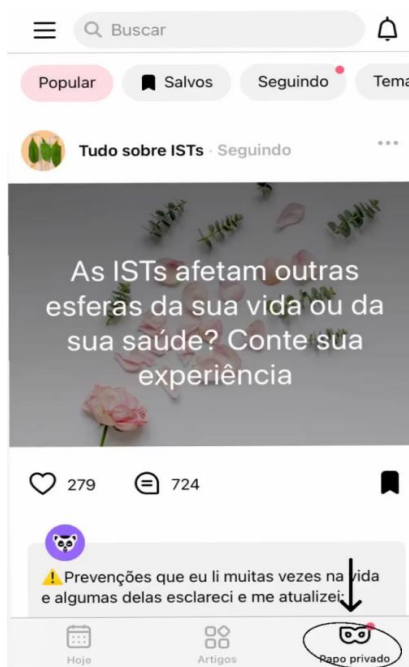 Buscar
Popular
Salvos
Seguindo
Tema
Tudo sobre ISTs · Seguindo
As ISTs afetam outras
esferas da sua vida ou da
sua saúde? Conte sua
experiência
279
724
⚠️Prevenções que eu li muitas vezes na vida
e algumas delas esclareci e me atualizei:
Hoje
Artigos
Papo privado